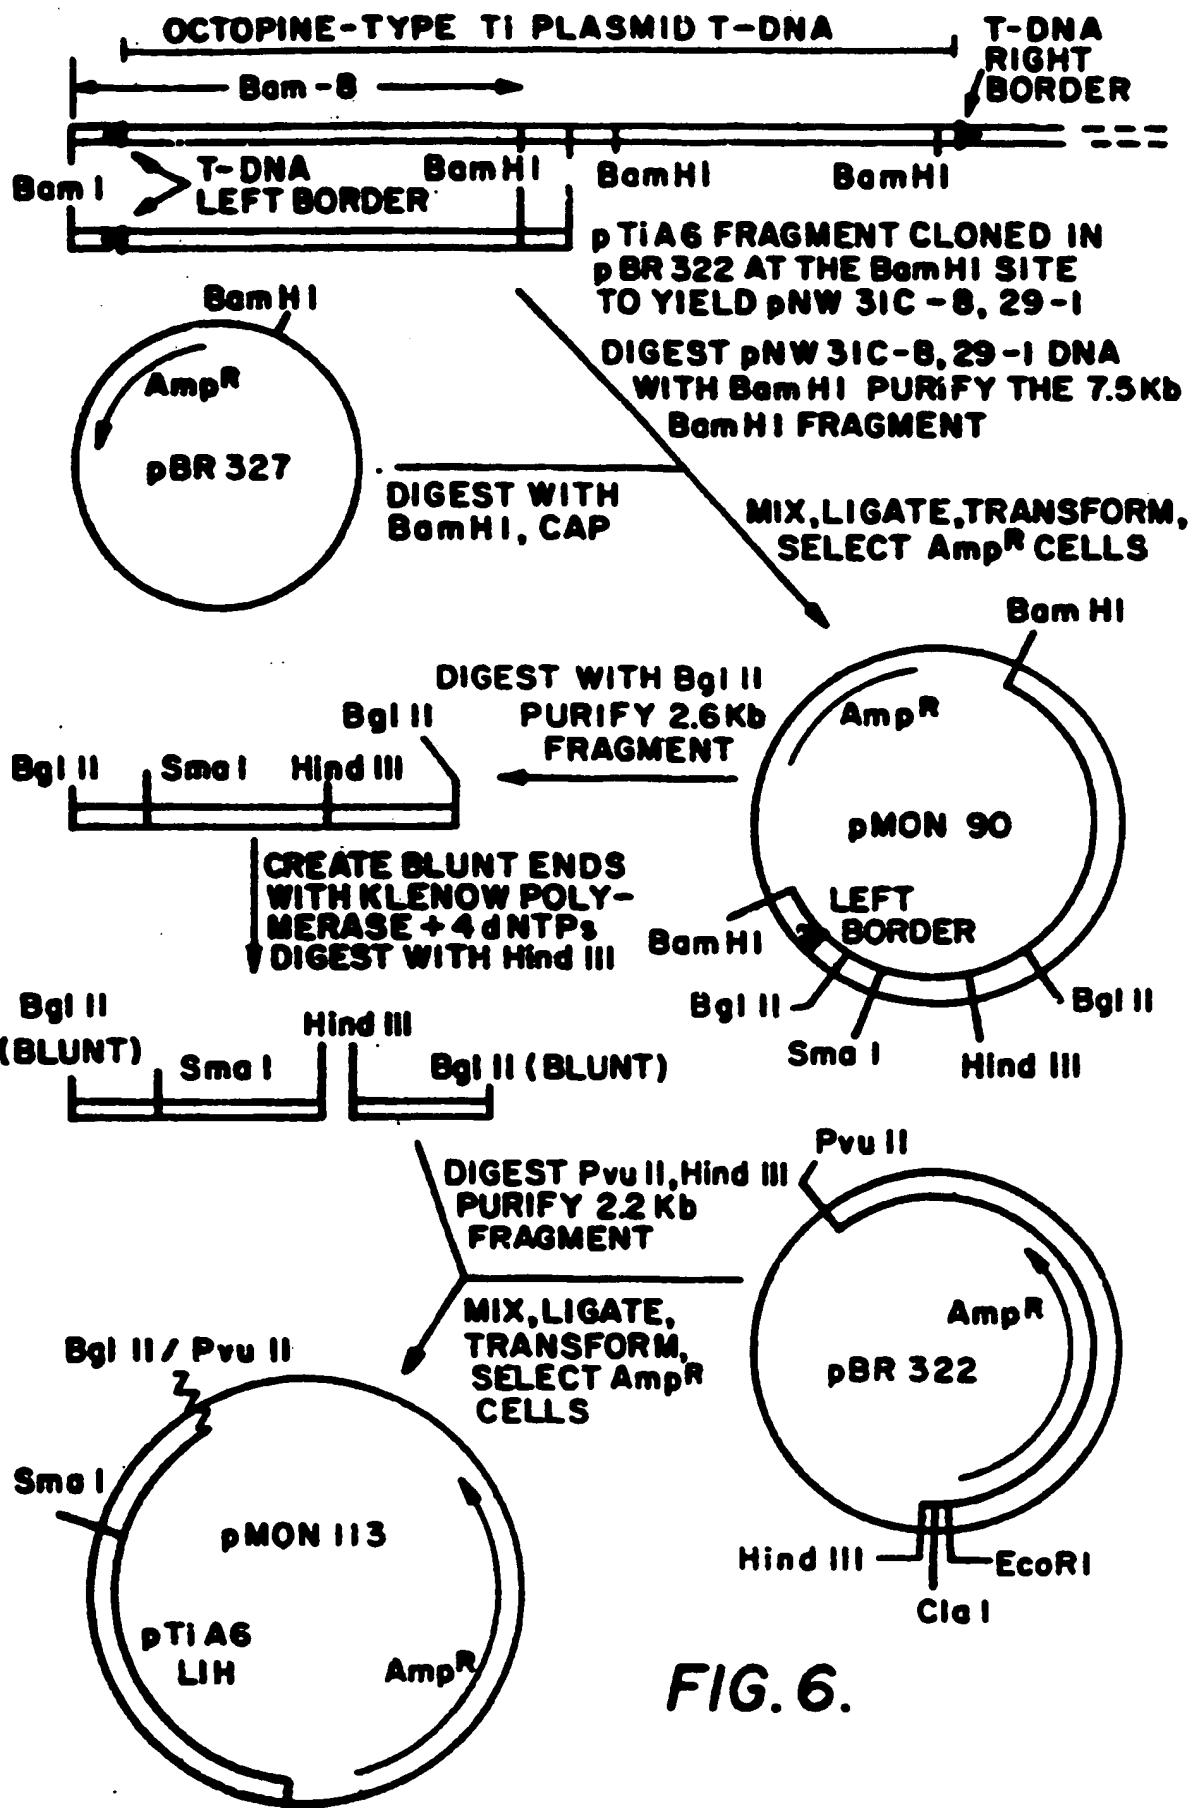 OCTOPINE-TYPE Ti PLASMID T-DNA
T-DNA
RIGHT
BORDER
Bam-8
Bam I
T-DNA
LEFT BORDER
BamHI
BamHI
BamHI
pTiA6 FRAGMENT CLONED IN
pBR 322 AT THE BamHI SITE
TO YIELD pNW 31C-8, 29-1
BamHI
AmpR
pBR 327
DIGEST pNW 31C-8, 29-1 DNA
WITH BamHI PURIFY THE 7.5Kb
BamHI FRAGMENT
DIGEST WITH
BamHI, CAP
MIX, LIGATE, TRANSFORM,
SELECT AmpR CELLS
Bam HI
AmpR
pMON 90
LEFT
BORDER
BamHI
Bgl II
Sma I
Hind III
Bgl II
DIGEST WITH Bgl II
PURIFY 2.6Kb
FRAGMENT
Bgl II
Sma I
Hind III
Bgl II
CREATE BLUNT ENDS
WITH KLENOW POLY-
MERASE + 4 dNTPs
DIGEST WITH Hind III
Bgl II
(BLUNT)
Sma I
Hind III
Bgl II (BLUNT)
Pvu II
DIGEST Pvu II, Hind III
PURIFY 2.2 Kb
FRAGMENT
AmpR
pBR 322
Hind III
Cla I
EcoRI
MIX, LIGATE,
TRANSFORM,
SELECT AmpR
CELLS
Bgl II / Pvu II
Sma I
pMON 113
pTi A6
LIH
AmpR
FIG. 6.